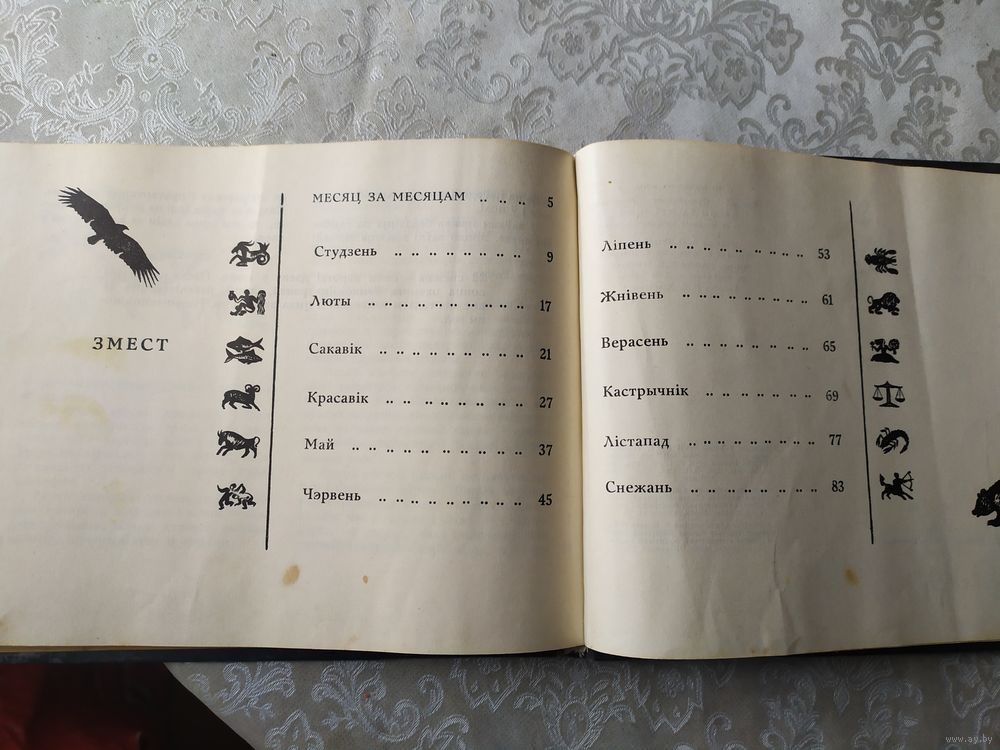 ЗМЕСТ
МЕСЯЦ ЗА МЕСЯЦАМ .. .. .. 5
Студзень .. .. .. .. .. .. .. .. 9
Люты .. .. .. .. .. .. .. .. .. 17
Сакавік .. .. .. .. .. .. .. .. .. 21
Красавік .. .. .. .. .. .. .. .. 27
Май .. .. .. .. .. .. .. .. .. .. 37
Чэрвень .. .. .. .. .. .. .. .. 45
Ліпень .. .. .. .. .. .. .. .. 53
Жнівень .. .. .. .. .. .. .. .. 61
Верасень .. .. .. .. .. .. .. 65
Кастрычнік .. .. .. .. .. .. 69
Лістапад .. .. .. .. .. .. .. .. 77
Снежань .. .. .. .. .. .. .. .. 83
www.ay.by